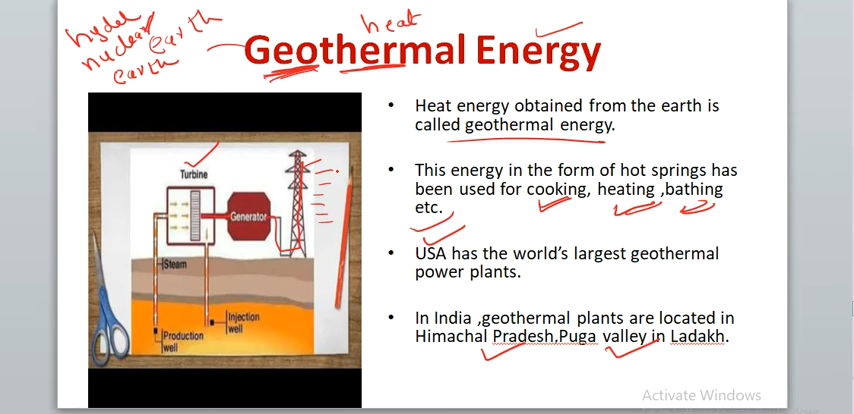 hydel
nuclear earth
earth
heat
Geothermal Energy
• Heat energy obtained from the earth is
called geothermal energy.
• This energy in the form of hot springs has
been used for cooking, heating ,bathing
etc.
• USA has the world's largest geothermal
power plants.
• In India ,geothermal plants are located in
Himachal Pradesh,Puga valley in Ladakh.
Turbine
Generator
Steam
Injection
well
Production
well
Activate Windows